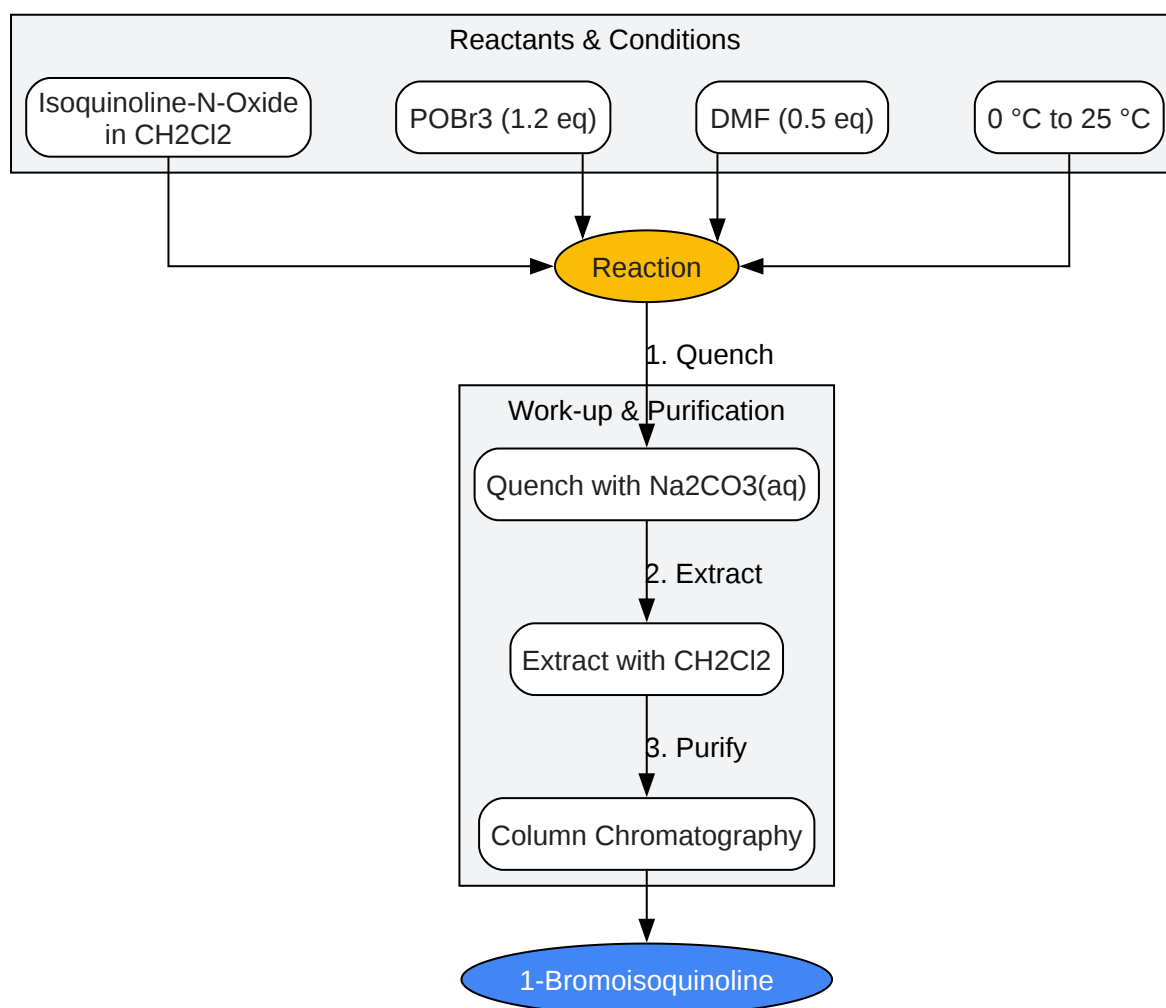 Reactants & Conditions
Isoquinoline-N-Oxide
in CH2Cl2
POBr3 (1.2 eq)
DMF (0.5 eq)
0 °C to 25 °C
Reaction
1. Quench
Work-up & Purification
Quench with Na2CO3(aq)
2. Extract
Extract with CH2Cl2
3. Purify
Column Chromatography
1-Bromoisoquinoline